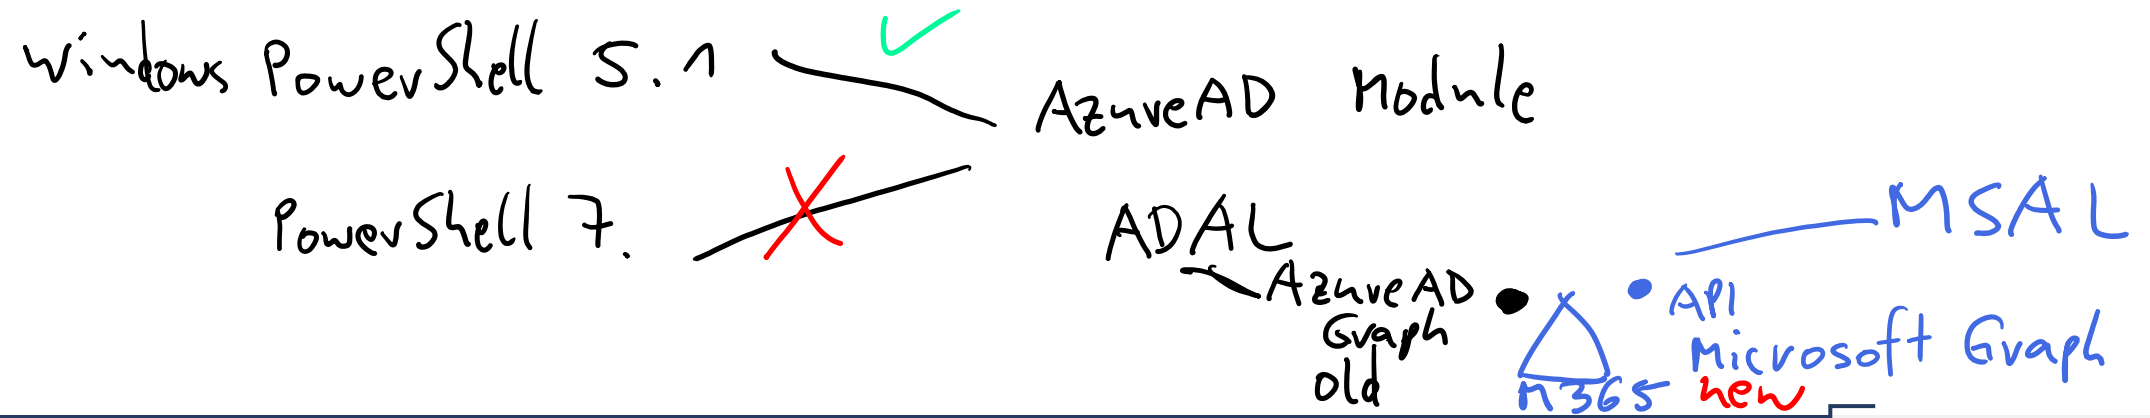 Windows PowerShell 5.1
AzureAD Module
PowerShell 7.
ADAL
MSAL
AzureAD
Graph
old
API
Microsoft Graph
M365
new